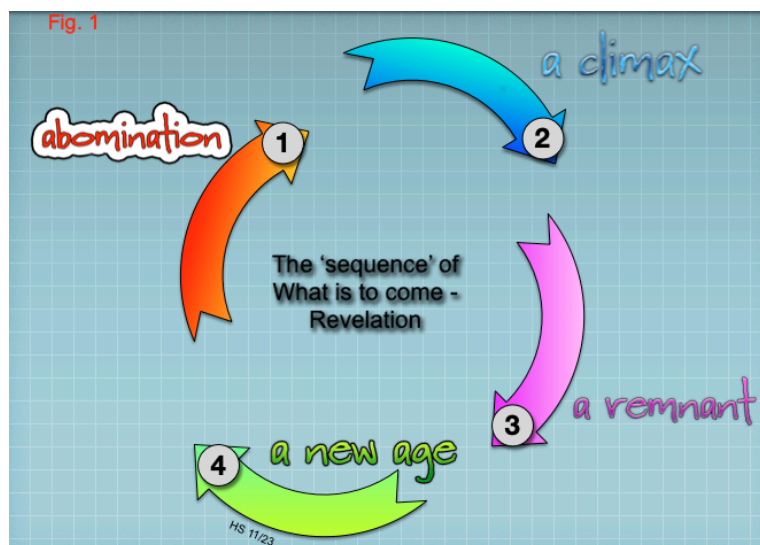 Fig. 1
abomination
1
a climax
2
The ‘sequence’ of
What is to come -
Revelation
a remnant
3
a new age
4
HS 11/23